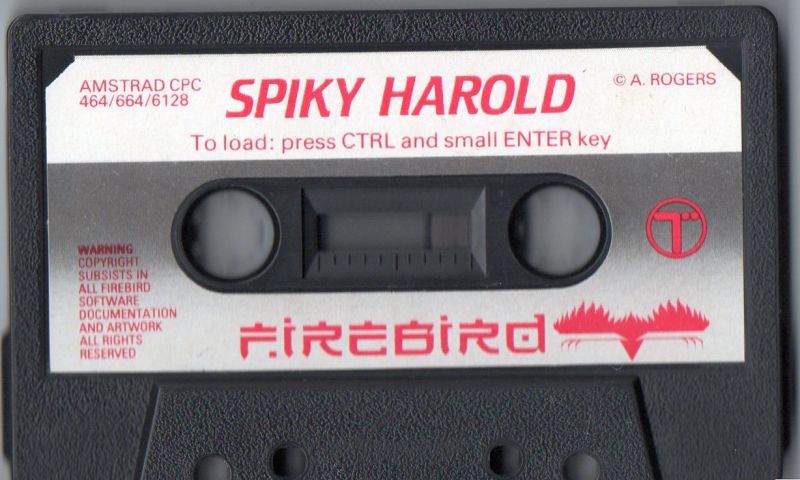 AMSTRAD CPC
464/664/6128
SPIKY HAROLD
© A. ROGERS
To load: press CTRL and small ENTER key
WARNING
COPYRIGHT
SUBSISTS IN
ALL FIREBIRD
SOFTWARE
DOCUMENTATION
AND ARTWORK
ALL RIGHTS
RESERVED
T
FIREBIRD